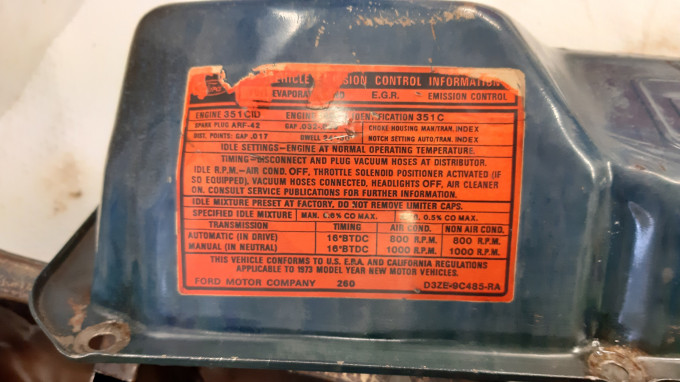 VEHICLE EMISSION CONTROL INFORMATION
EVAPORATIVE E.G.R. EMISSION CONTROL
ENGINE 351CID ENGINE IDENTIFICATION 351C
SPARK PLUG ARF-42 GAP .032 CHOKE HOUSING MAN/TRAN. INDEX
DIST. POINTS: GAP .017 DWELL NOTCH SETTING AUTO/TRAN. INDEX
IDLE SETTINGS-ENGINE AT NORMAL OPERATING TEMPERATURE.
TIMING-DISCONNECT AND PLUG VACUUM HOSES AT DISTRIBUTOR.
IDLE R.P.M.-AIR COND. OFF, THROTTLE SOLENOID POSITIONER ACTIVATED (IF
SO EQUIPPED), VACUUM HOSES CONNECTED, HEADLIGHTS OFF, AIR CLEANER
ON. CONSULT SERVICE PUBLICATIONS FOR FURTHER INFORMATION.
IDLE MIXTURE PRESET AT FACTORY, DO NOT REMOVE LIMITER CAPS.
SPECIFIED IDLE MIXTURE MAN. CO MAX. 0.5% CO MAX.
TRANSMISSION TIMING AIR COND. NON AIR COND.
AUTOMATIC (IN DRIVE) 16°BTDC 800 R.P.M. 800 R.P.M.
MANUAL (IN NEUTRAL) 16°BTDC 1000 R.P.M. 1000 R.P.M.
THIS VEHICLE CONFORMS TO U.S. E.P.A. AND CALIFORNIA REGULATIONS
APPLICABLE TO 1973 MODEL YEAR NEW MOTOR VEHICLES.
FORD MOTOR COMPANY 260 D3ZE-9C485-RA